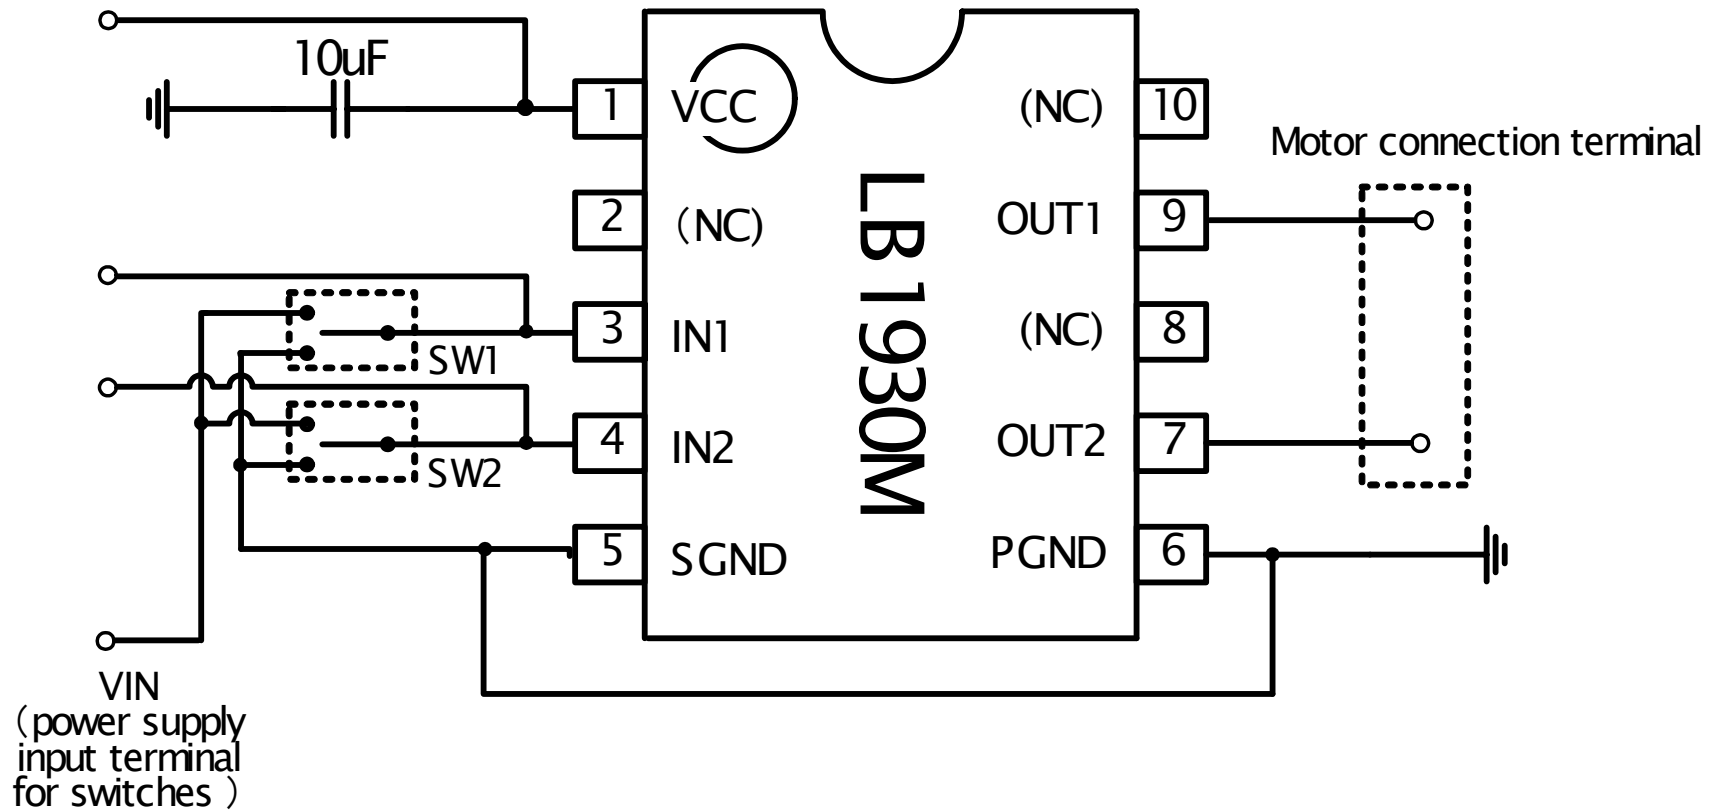 10uF
1
VCC
(NC)
10
Motor connection terminal
2
(NC)
LB1930M
OUT1
9
3
IN1
(NC)
8
SW1
4
IN2
OUT2
7
SW2
5
SGND
PGND
6
VIN
(power supply
input terminal
for switches )